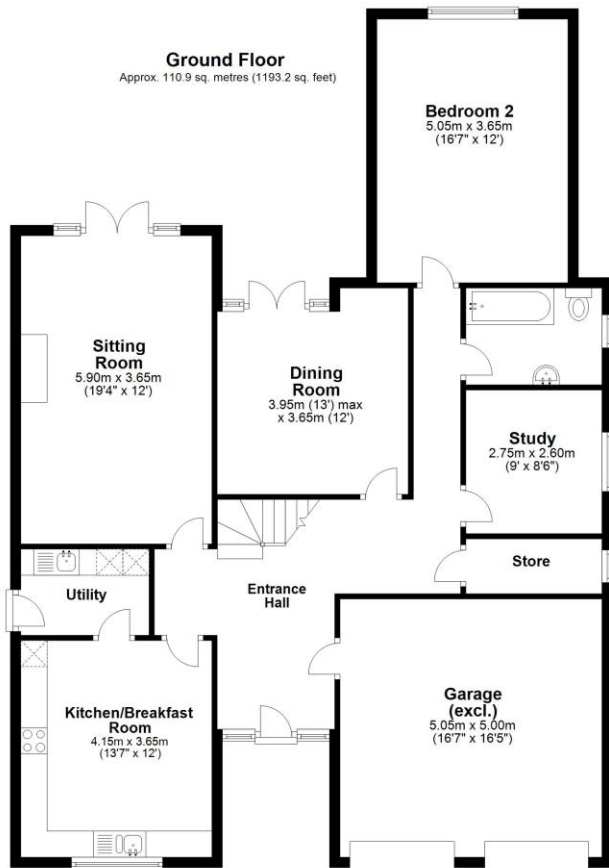 Ground Floor
Approx. 110.9 sq. metres (1193.2 sq. feet)
Bedroom 2
5.05m x 3.65m
(16'7" x 12')
Sitting
Room
5.90m x 3.65m
(19'4" x 12')
Dining
Room
3.95m (13') max
x 3.65m (12')
Study
2.75m x 2.60m
(9' x 8'6")
Store
Utility
Entrance
Hall
Kitchen/Breakfast
Room
4.15m x 3.65m
(13'7" x 12')
Garage
(excl.)
5.05m x 5.00m
(16'7" x 16'5")